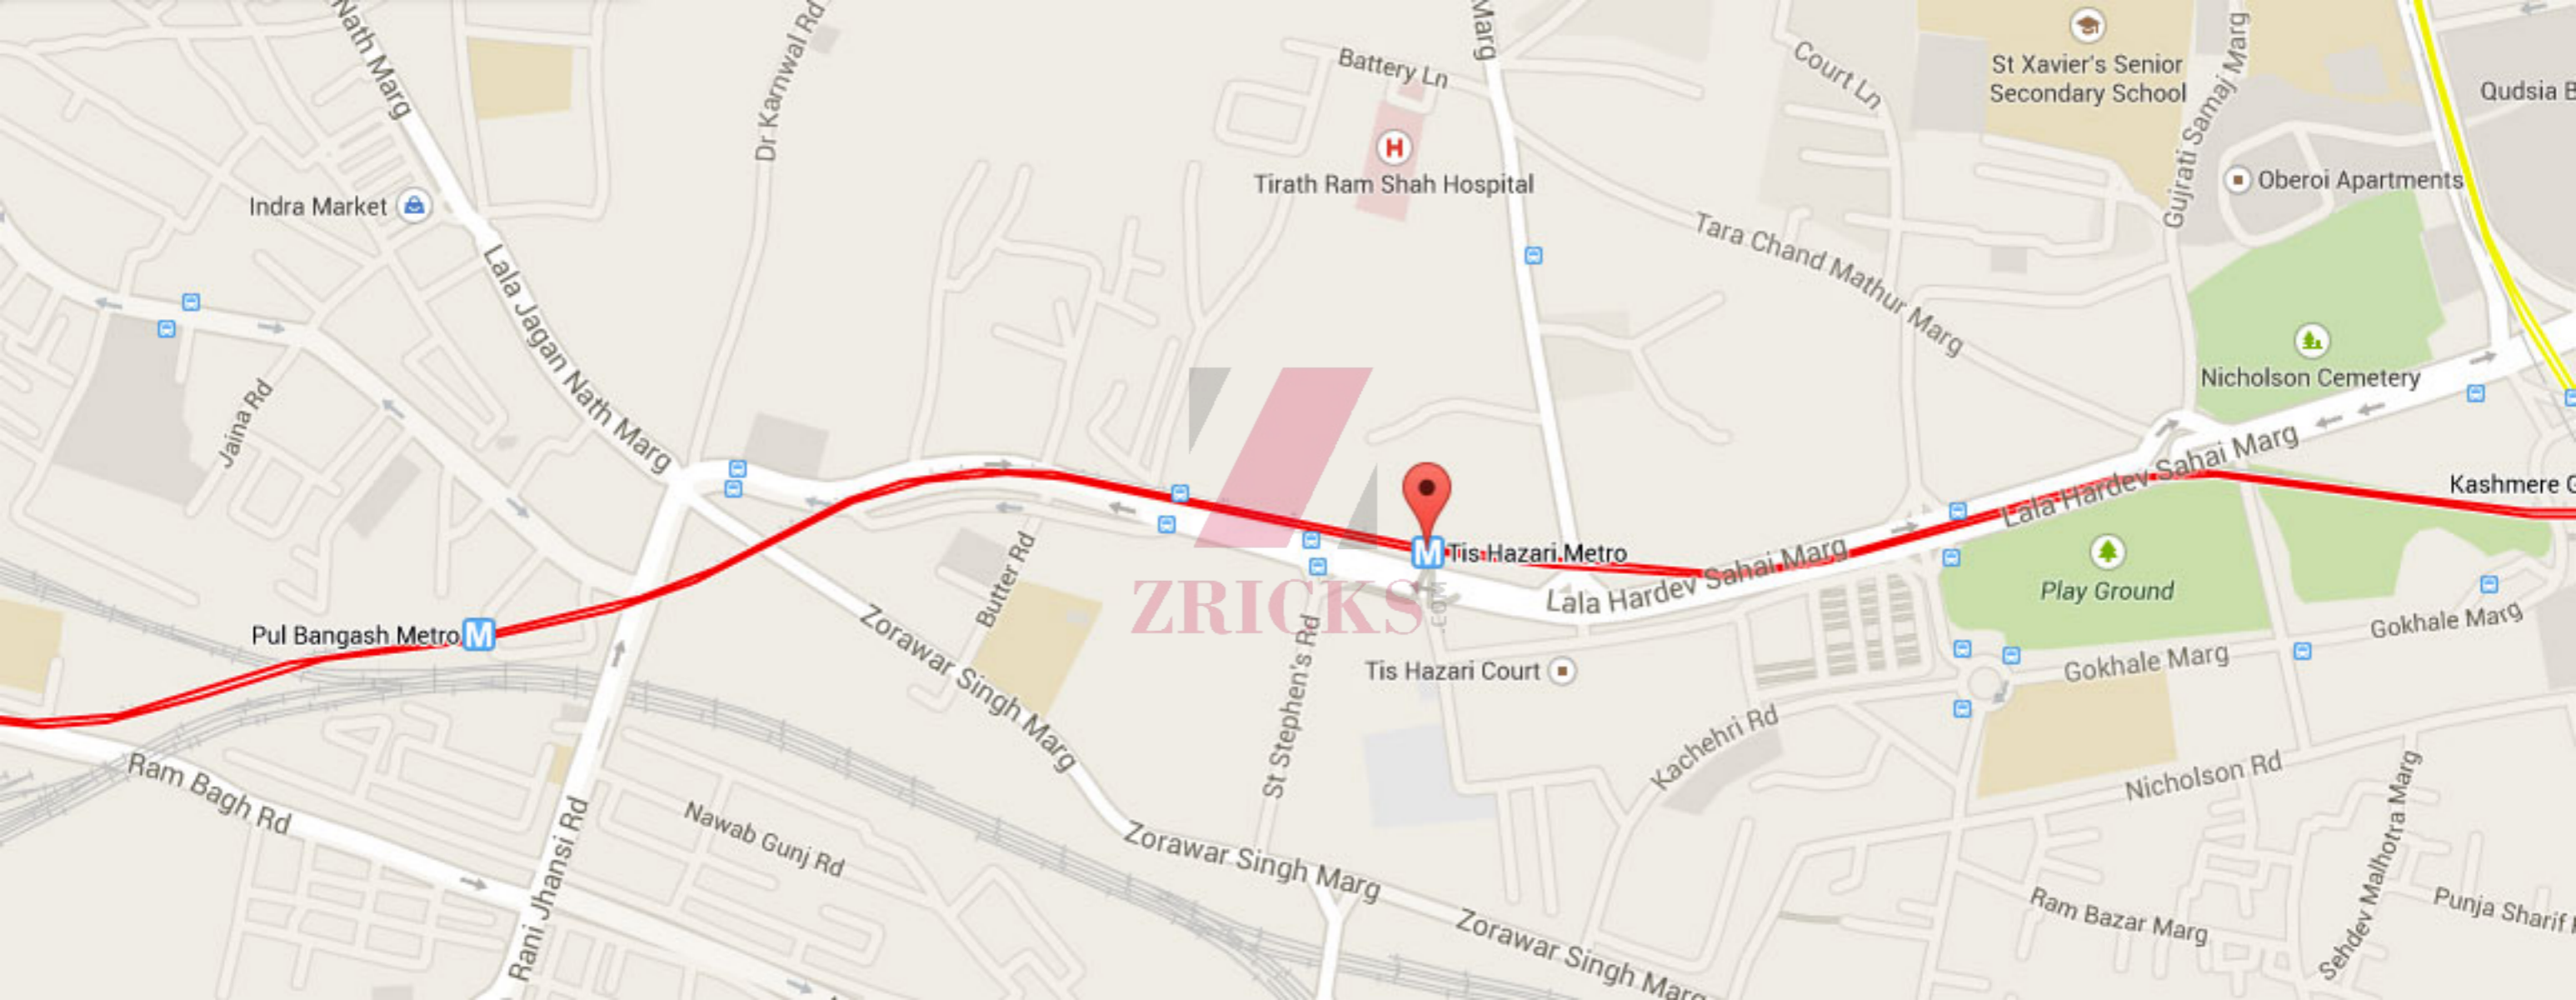 Nath Marg
Dr Karnwal Rd
Marg
Battery Ln
Court Ln
St Xavier's Senior
Secondary School
Gujrati Samaj Marg
Qudsia B
H
Tirath Ram Shah Hospital
Oberoi Apartments
Indra Market
Tara Chand Mathur Marg
Lala Jagan Nath Marg
Jaina Rd
Nicholson Cemetery
Lala Hardev Sahai Marg
Kashmere G
M Tis Hazari Metro
Lala Hardev Sahai Marg
Play Ground
Butter Rd
ZRICKS
.COM
Pul Bangash Metro M
Zorawar Singh Marg
St Stephen's Rd
Tis Hazari Court
Gokhale Marg
Gokhale Marg
Kachehri Rd
Nicholson Rd
Ram Bagh Rd
Rani Jhansi Rd
Nawab Gunj Rd
Zorawar Singh Marg
Zorawar Singh Marg
Ram Bazar Marg
Sehdev Malhotra Marg
Punja Sharif